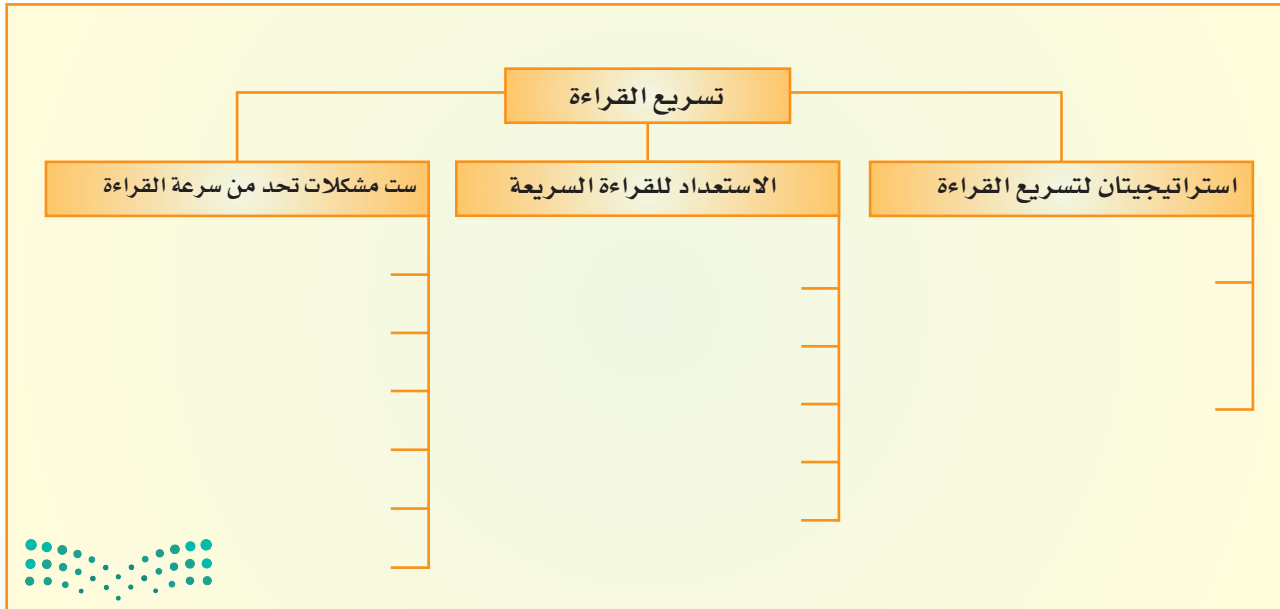 تسريع القراءة
استراتيجيتان لتسريع القراءة
الاستعداد للقراءة السريعة
ست مشكلات تحد من سرعة القراءة